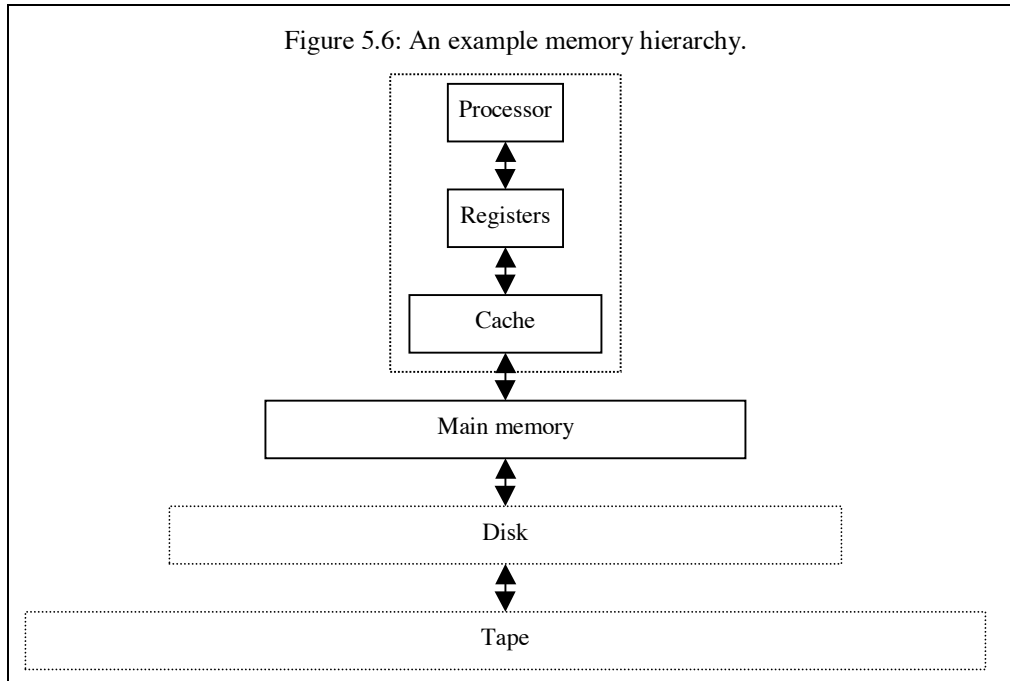 Figure 5.6: An example memory hierarchy.
Processor
Registers
Cache
Main memory
Disk
Tape